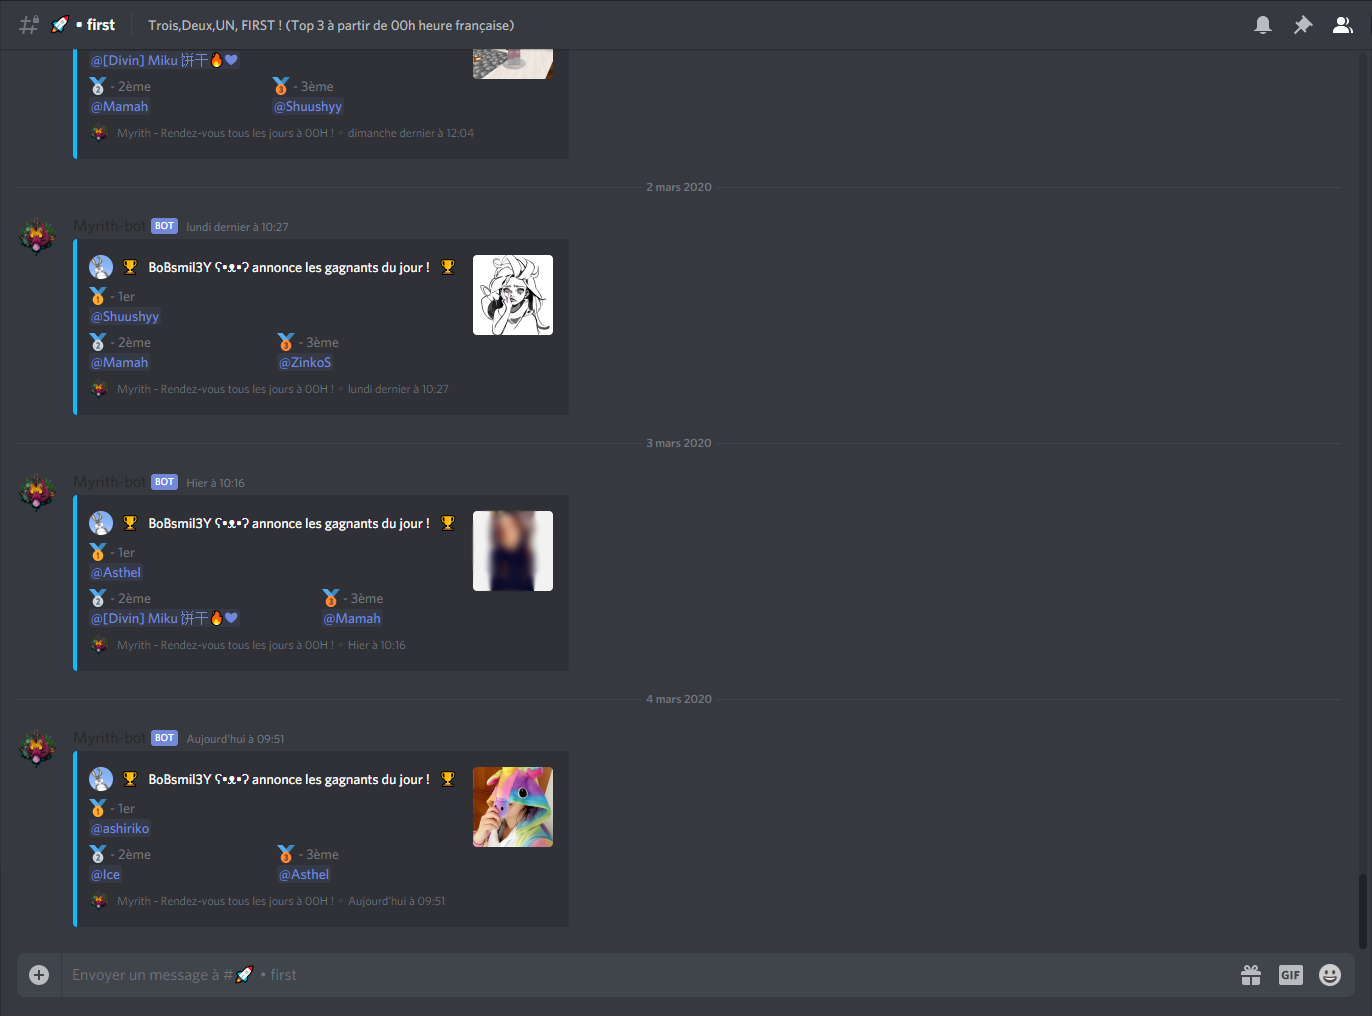 🚀 • first Trois,Deux,UN, FIRST ! (Top 3 à partir de 00h heure française)
@[Divin] Miku 饼干🔥💙
🥈 - 2ème 🥉 - 3ème
@Mamah @Shuushyy
Myrith - Rendez-vous tous les jours à 00H ! • dimanche dernier à 12:04
2 mars 2020
Myrith-bot BOT lundi dernier à 10:27
🏆 BoBsmil3Y ʕ•ᴥ•ʔ annonce les gagnants du jour ! 🏆
🥇 - 1er
@Shuushyy
🥈 - 2ème 🥉 - 3ème
@Mamah @ZinkoS
Myrith - Rendez-vous tous les jours à 00H ! • lundi dernier à 10:27
3 mars 2020
Myrith-bot BOT Hier à 10:16
🏆 BoBsmil3Y ʕ•ᴥ•ʔ annonce les gagnants du jour ! 🏆
🥇 - 1er
@Asthel
🥈 - 2ème 🥉 - 3ème
@[Divin] Miku 饼干🔥💙 @Mamah
Myrith - Rendez-vous tous les jours à 00H ! • Hier à 10:16
4 mars 2020
Myrith-bot BOT Aujourd'hui à 09:51
🏆 BoBsmil3Y ʕ•ᴥ•ʔ annonce les gagnants du jour ! 🏆
🥇 - 1er
@ashiriko
🥈 - 2ème 🥉 - 3ème
@Ice @Asthel
Myrith - Rendez-vous tous les jours à 00H ! • Aujourd'hui à 09:51
Envoyer un message à #🚀 • first GIF